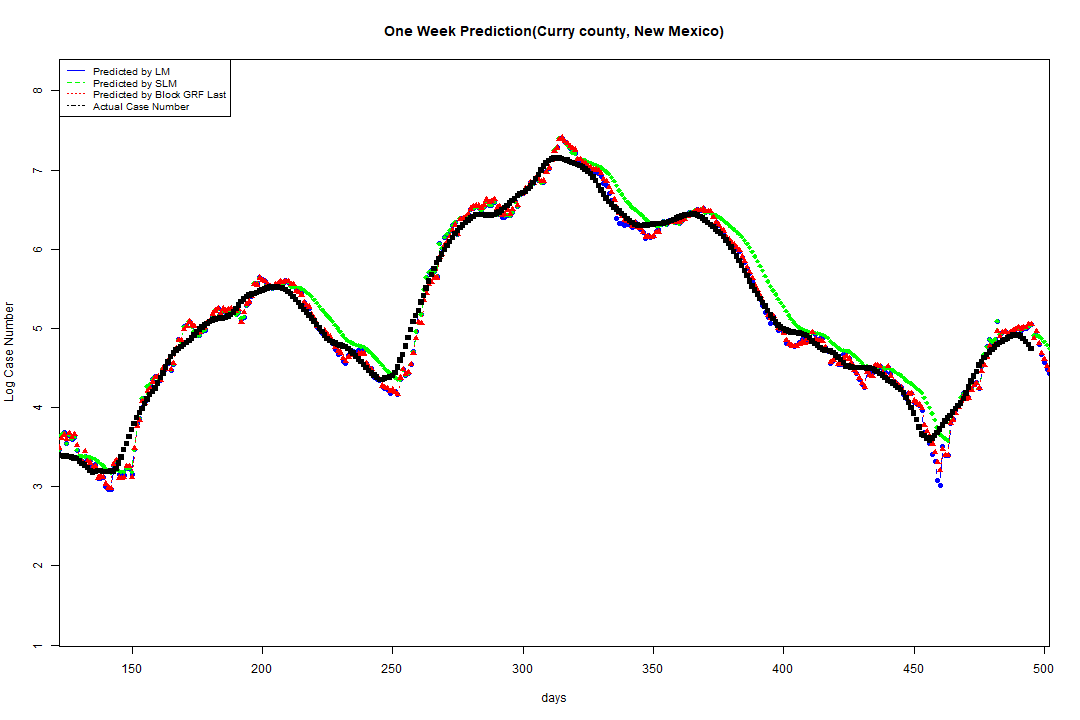 One Week Prediction(Curry county, New Mexico)
Predicted by LM
Predicted by SLM
Predicted by Block GRF Last
Actual Case Number
8
7
6
5
4
3
2
1
Log Case Number
150 200 250 300 350 400 450 500
days